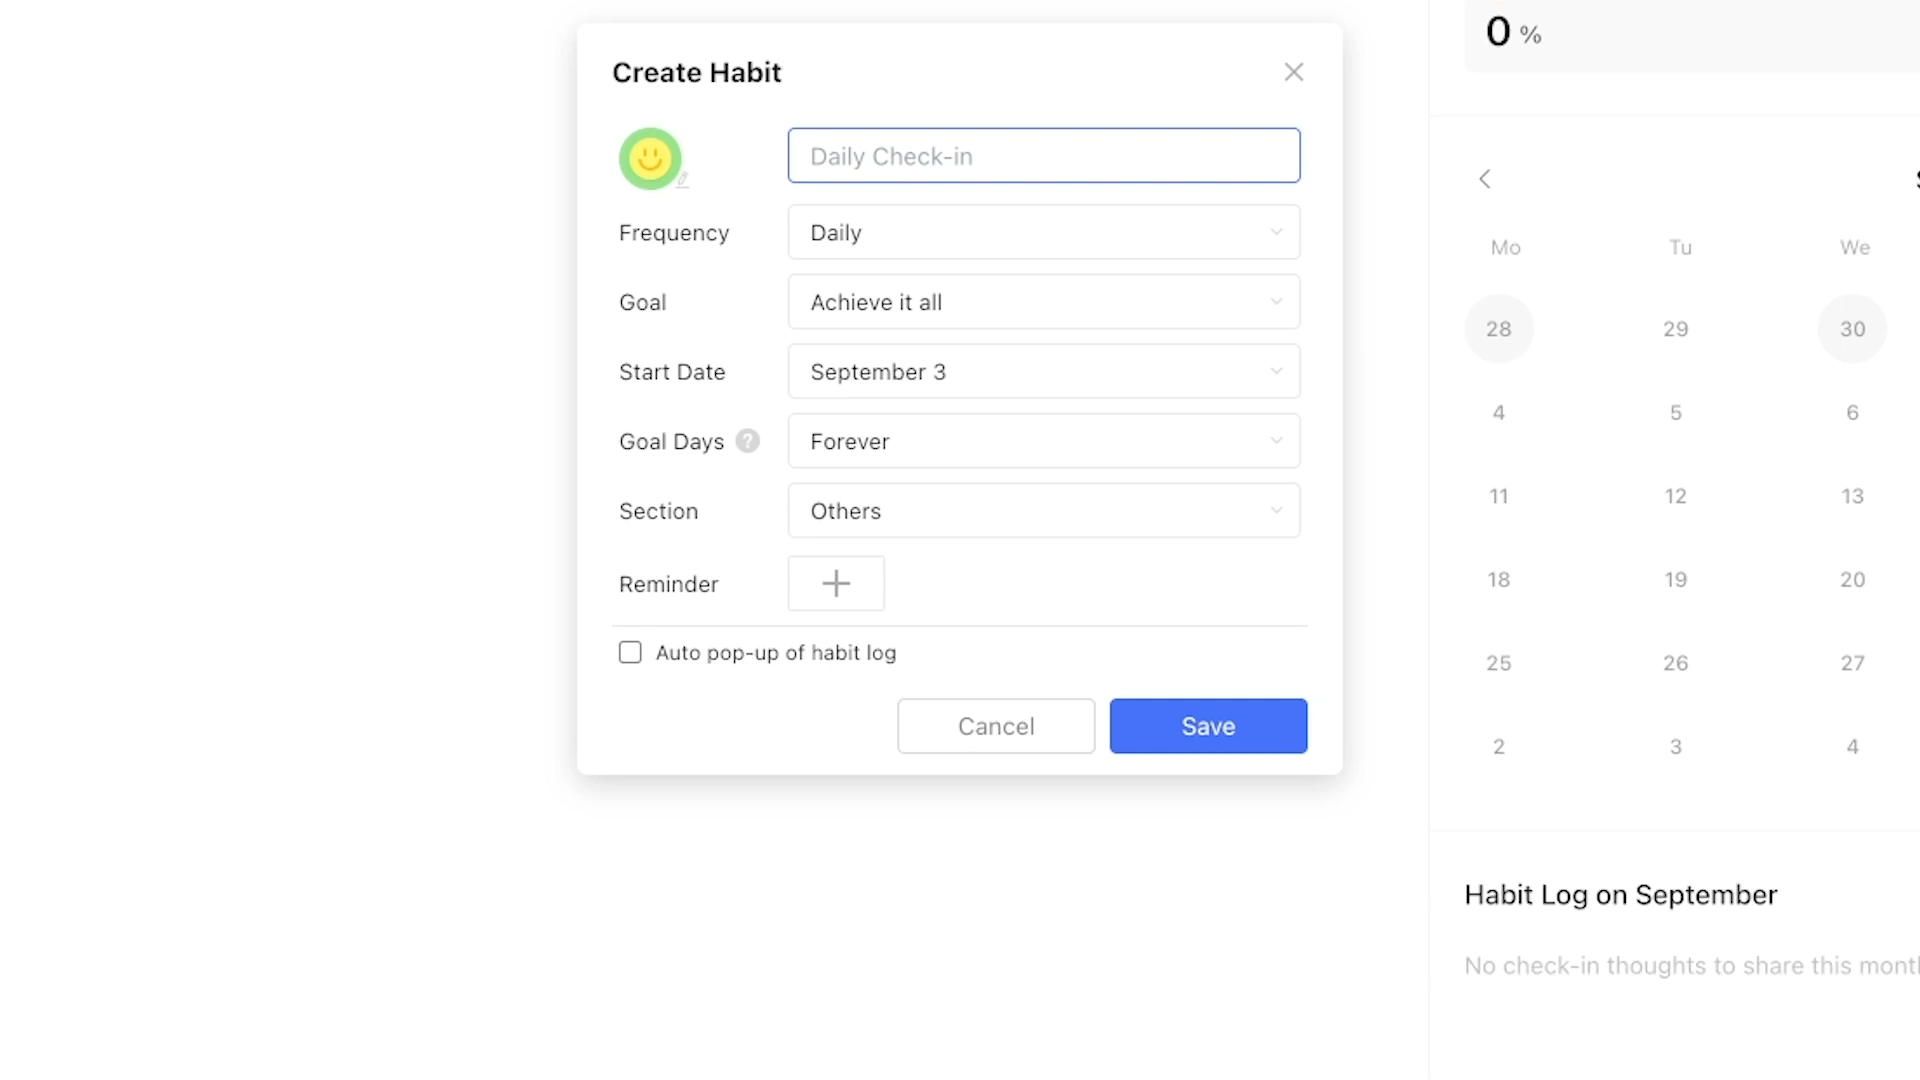 Create Habit
Daily Check-in
Frequency
Daily
Goal
Achieve it all
Start Date
September 3
Goal Days ?
Forever
Section
Others
Reminder
Auto pop-up of habit log
Cancel
Save
0 %
Mo Tu We
28 29 30
4 5 6
11 12 13
18 19 20
25 26 27
2 3 4
Habit Log on September
No check-in thoughts to share this